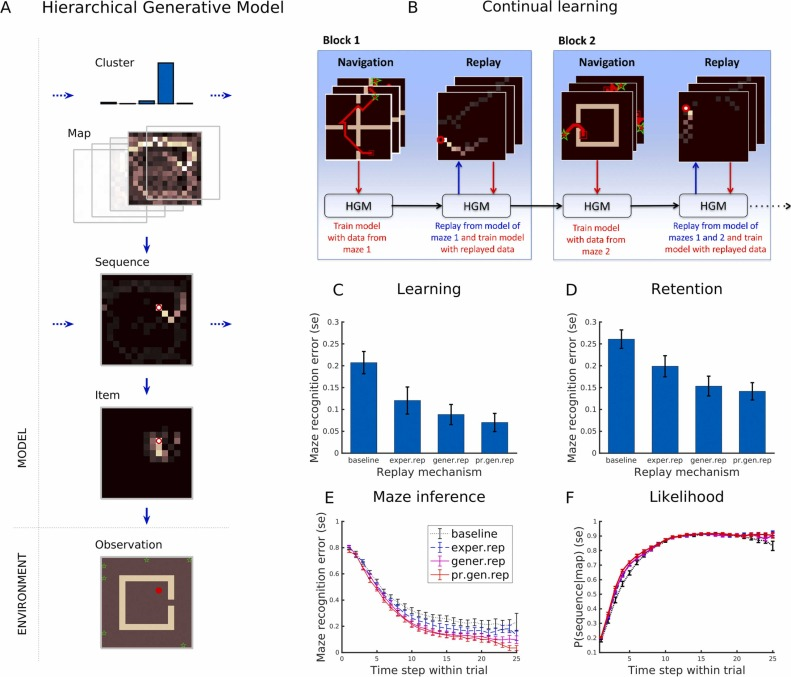 A Hierarchical Generative Model
Cluster
Map
Sequence
Item
Observation
MODEL
ENVIRONMENT
B Continual learning
Block 1
Navigation
Replay
HGM
HGM
Train model
with data from
maze 1
Replay from model of
maze 1 and train model
with replayed data
Block 2
Navigation
Replay
HGM
HGM
Train model
with data from
maze 2
Replay from model of
mazes 1 and 2 and train
model with replayed data
C Learning
Maze recognition error (se)
0.3
0.25
0.2
0.15
0.1
0.05
0
baseline exper.rep gener.rep pr.gen.rep
Replay mechanism
D Retention
Maze recognition error (se)
0.3
0.25
0.2
0.15
0.1
0.05
0
baseline exper.rep gener.rep pr.gen.rep
Replay mechanism
E Maze inference
Maze recognition error (se)
1
0.8
0.6
0.4
0.2
0
0 5 10 15 20 25
Time step within trial
baseline
exper.rep
gener.rep
pr.gen.rep
F Likelihood
P(sequence|map) (se)
1
0.9
0.8
0.7
0.6
0.5
0.4
0.3
0.2
0.1
5 10 15 20 25
Time step within trial